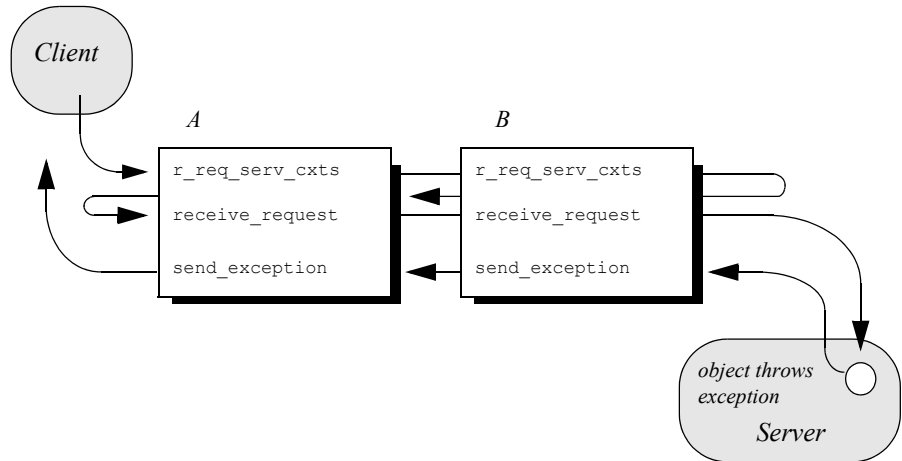 Client
A
B
r_req_serv_cxts
receive_request
send_exception
r_req_serv_cxts
receive_request
send_exception
object throws
exception
Server